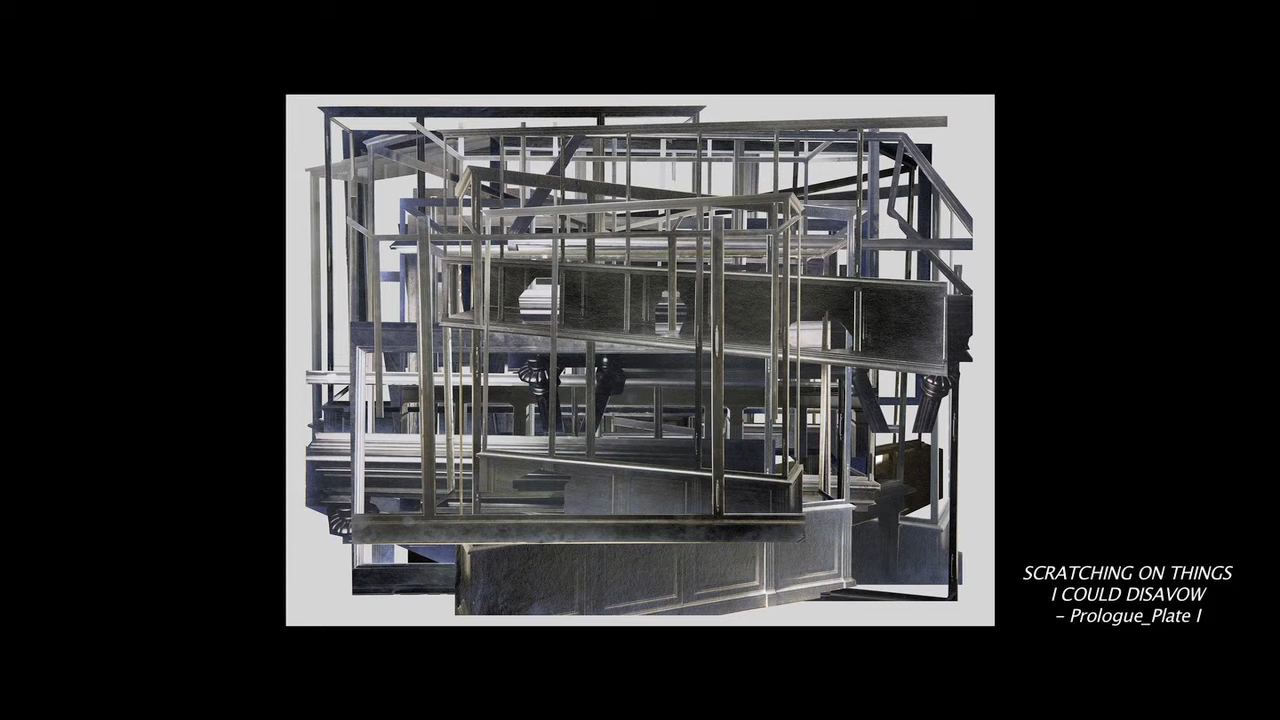 SCRATCHING ON THINGS
I COULD DISAVOW
– Prologue_Plate I